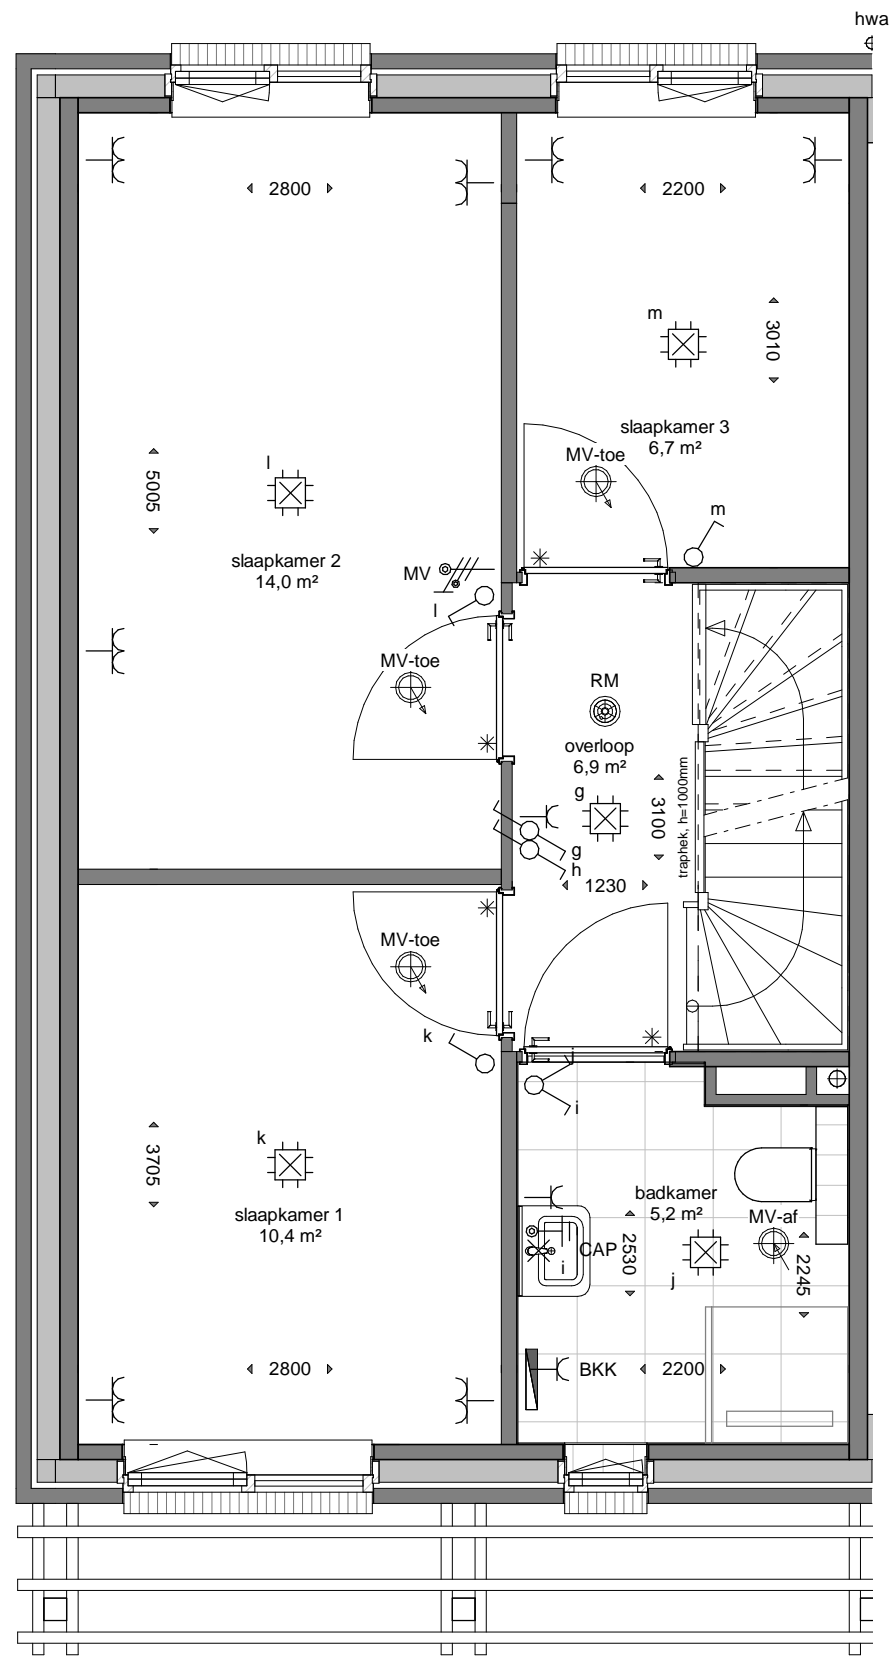 hwa
2800
2200
m
3010
slaapkamer 3
6,7 m²
MV-toe
l
5005
m
slaapkamer 2
14,0 m²
MV
l
MV-toe
RM
overloop
6,9 m²
g
3100
traphek, h=1000mm
g
h
1230
MV-toe
k
j
i
k
3705
slaapkamer 1
10,4 m²
badkamer
5,2 m²
MV-af
CAP
2530
2245
i
j
2800
BKK
2200